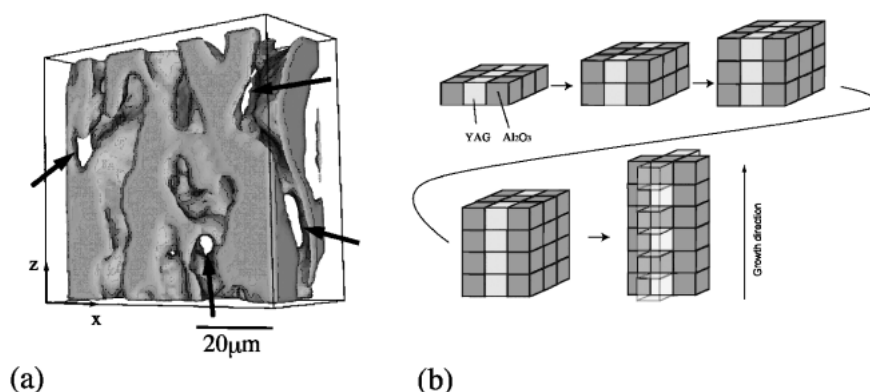 z
x
20μm
(a)
YAG
Al₂O₃
Growth direction
(b)